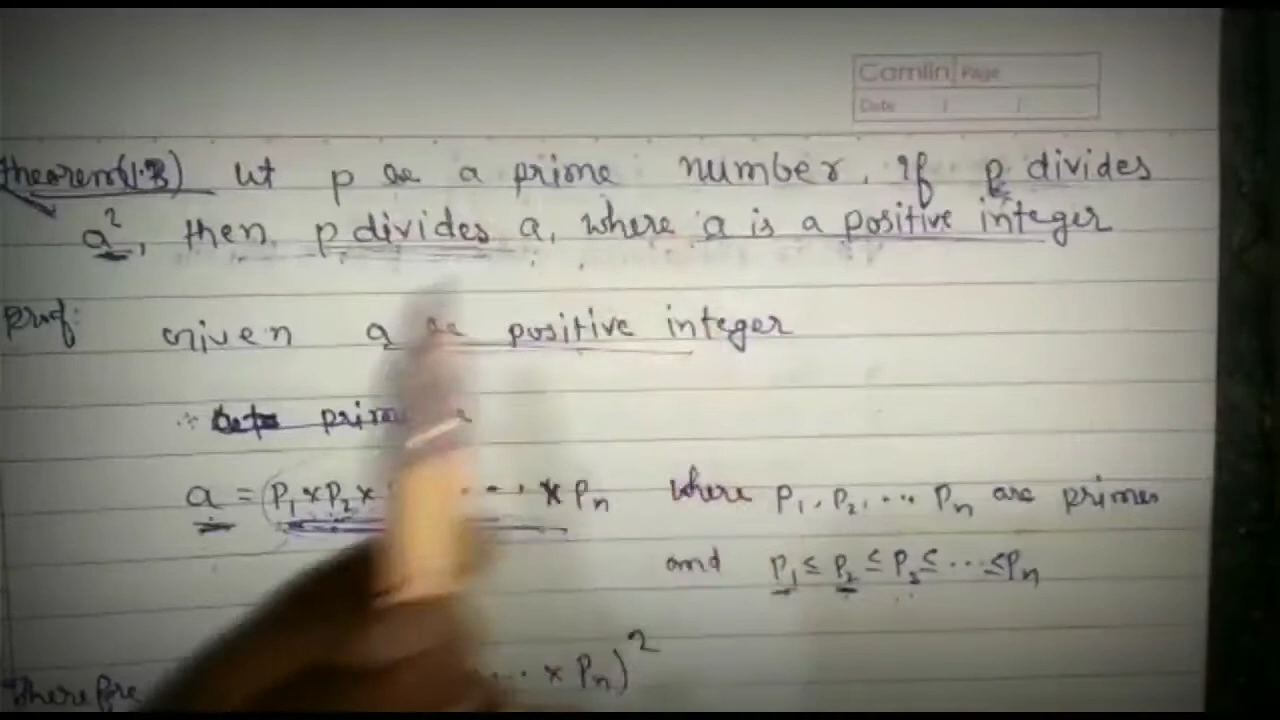 Camlin Page
Date / /
theorem(1.3) Let p be a prime number. If p divides
a², then p divides a, where a is a positive integer
proof: Given a be positive integer
∴ prime
a = (p₁ × p₂ × ... × pₙ where p₁, p₂, ... pₙ are primes
and p₁ ≤ p₂ ≤ p₃ ≤ ... ≤ pₙ
Therefore ... × pₙ)²